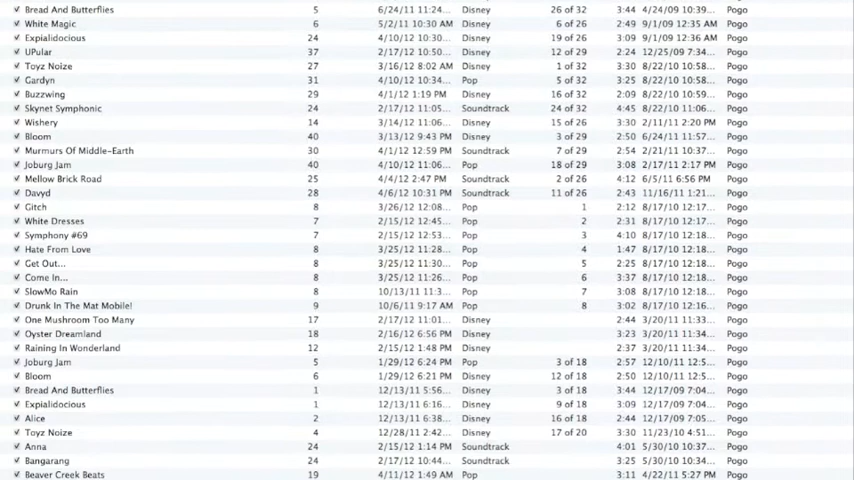 Bread And Butterflies 5 6/24/11 11:24... Disney 26 of 32 3:44 4/24/09 10:39... Pogo
White Magic 6 5/2/11 10:30 AM Disney 6 of 26 2:49 9/1/09 12:35 AM Pogo
Expialidocious 24 4/10/12 10:30... Disney 19 of 26 3:09 9/1/09 12:36 AM Pogo
UPular 37 2/17/12 10:50... Disney 12 of 29 2:24 12/25/09 7:34... Pogo
Toyz Noize 27 3/16/12 8:02 AM Disney 1 of 32 3:30 8/22/10 10:58... Pogo
Gardyn 31 4/10/12 10:34... Pop 5 of 32 3:25 8/22/10 10:58... Pogo
Buzzwing 29 4/1/12 1:19 PM Disney 16 of 32 2:09 8/22/10 10:59... Pogo
Skynet Symphonic 24 2/17/12 11:05... Soundtrack 24 of 32 4:45 8/22/10 11:06... Pogo
Wishery 14 3/14/12 11:06... Disney 15 of 26 3:30 2/11/11 2:20 PM Pogo
Bloom 40 3/13/12 9:43 PM Disney 3 of 29 2:50 6/24/11 11:57... Pogo
Murmurs Of Middle-Earth 30 4/1/12 12:59 PM Soundtrack 7 of 29 2:54 2/21/11 10:37... Pogo
Joburg Jam 40 4/10/12 11:06... Pop 18 of 29 3:08 2/17/11 2:17 PM Pogo
Mellow Brick Road 25 4/4/12 2:47 PM Soundtrack 2 of 26 4:12 6/5/11 6:56 PM Pogo
Davyd 28 4/6/12 10:31 PM Soundtrack 11 of 26 2:43 11/16/11 1:21... Pogo
Gitch 8 3/26/12 12:08... Pop 1 2:12 8/17/10 12:17... Pogo
White Dresses 7 2/15/12 12:45... Pop 2 2:31 8/17/10 12:17... Pogo
Symphony #69 7 2/15/12 12:53... Pop 3 4:10 8/17/10 12:18... Pogo
Hate From Love 8 3/25/12 11:28... Pop 4 1:47 8/17/10 12:18... Pogo
Get Out... 8 3/25/12 11:30... Pop 5 2:25 8/17/10 12:18... Pogo
Come In... 8 3/25/12 11:26... Pop 6 3:37 8/17/10 12:18... Pogo
SlowMo Rain 8 10/13/11 11:3... Pop 7 3:08 8/17/10 12:18... Pogo
Drunk In The Mat Mobile! 9 10/6/11 9:17 AM Pop 8 3:02 8/17/10 12:16... Pogo
One Mushroom Too Many 17 2/17/12 11:01... Disney 2:44 3/20/11 11:33... Pogo
Oyster Dreamland 18 2/16/12 6:56 PM Disney 3:23 3/20/11 11:34... Pogo
Raining In Wonderland 12 2/15/12 1:48 PM Disney 2:37 3/20/11 11:34... Pogo
Joburg Jam 5 1/29/12 6:24 PM Pop 3 of 18 2:57 12/10/11 12:5... Pogo
Bloom 6 1/29/12 6:21 PM Disney 12 of 18 2:50 12/10/11 12:5... Pogo
Bread And Butterflies 1 12/13/11 5:56... Disney 3 of 18 3:44 12/17/09 7:04... Pogo
Expialidocious 1 12/13/11 6:16... Disney 9 of 18 3:09 12/17/09 7:04... Pogo
Alice 2 12/13/11 6:38... Disney 16 of 18 2:44 12/17/09 7:05... Pogo
Toyz Noize 4 12/28/11 2:42... Disney 17 of 20 3:30 11/23/10 4:51... Pogo
Anna 24 2/15/12 1:14 PM Soundtrack 4:01 5/30/10 10:37... Pogo
Bangarang 24 2/17/12 10:44... Soundtrack 3:25 5/30/10 10:34... Pogo
Beaver Creek Beats 19 4/11/12 1:49 AM Pop 3:11 4/22/11 5:27 PM Pogo